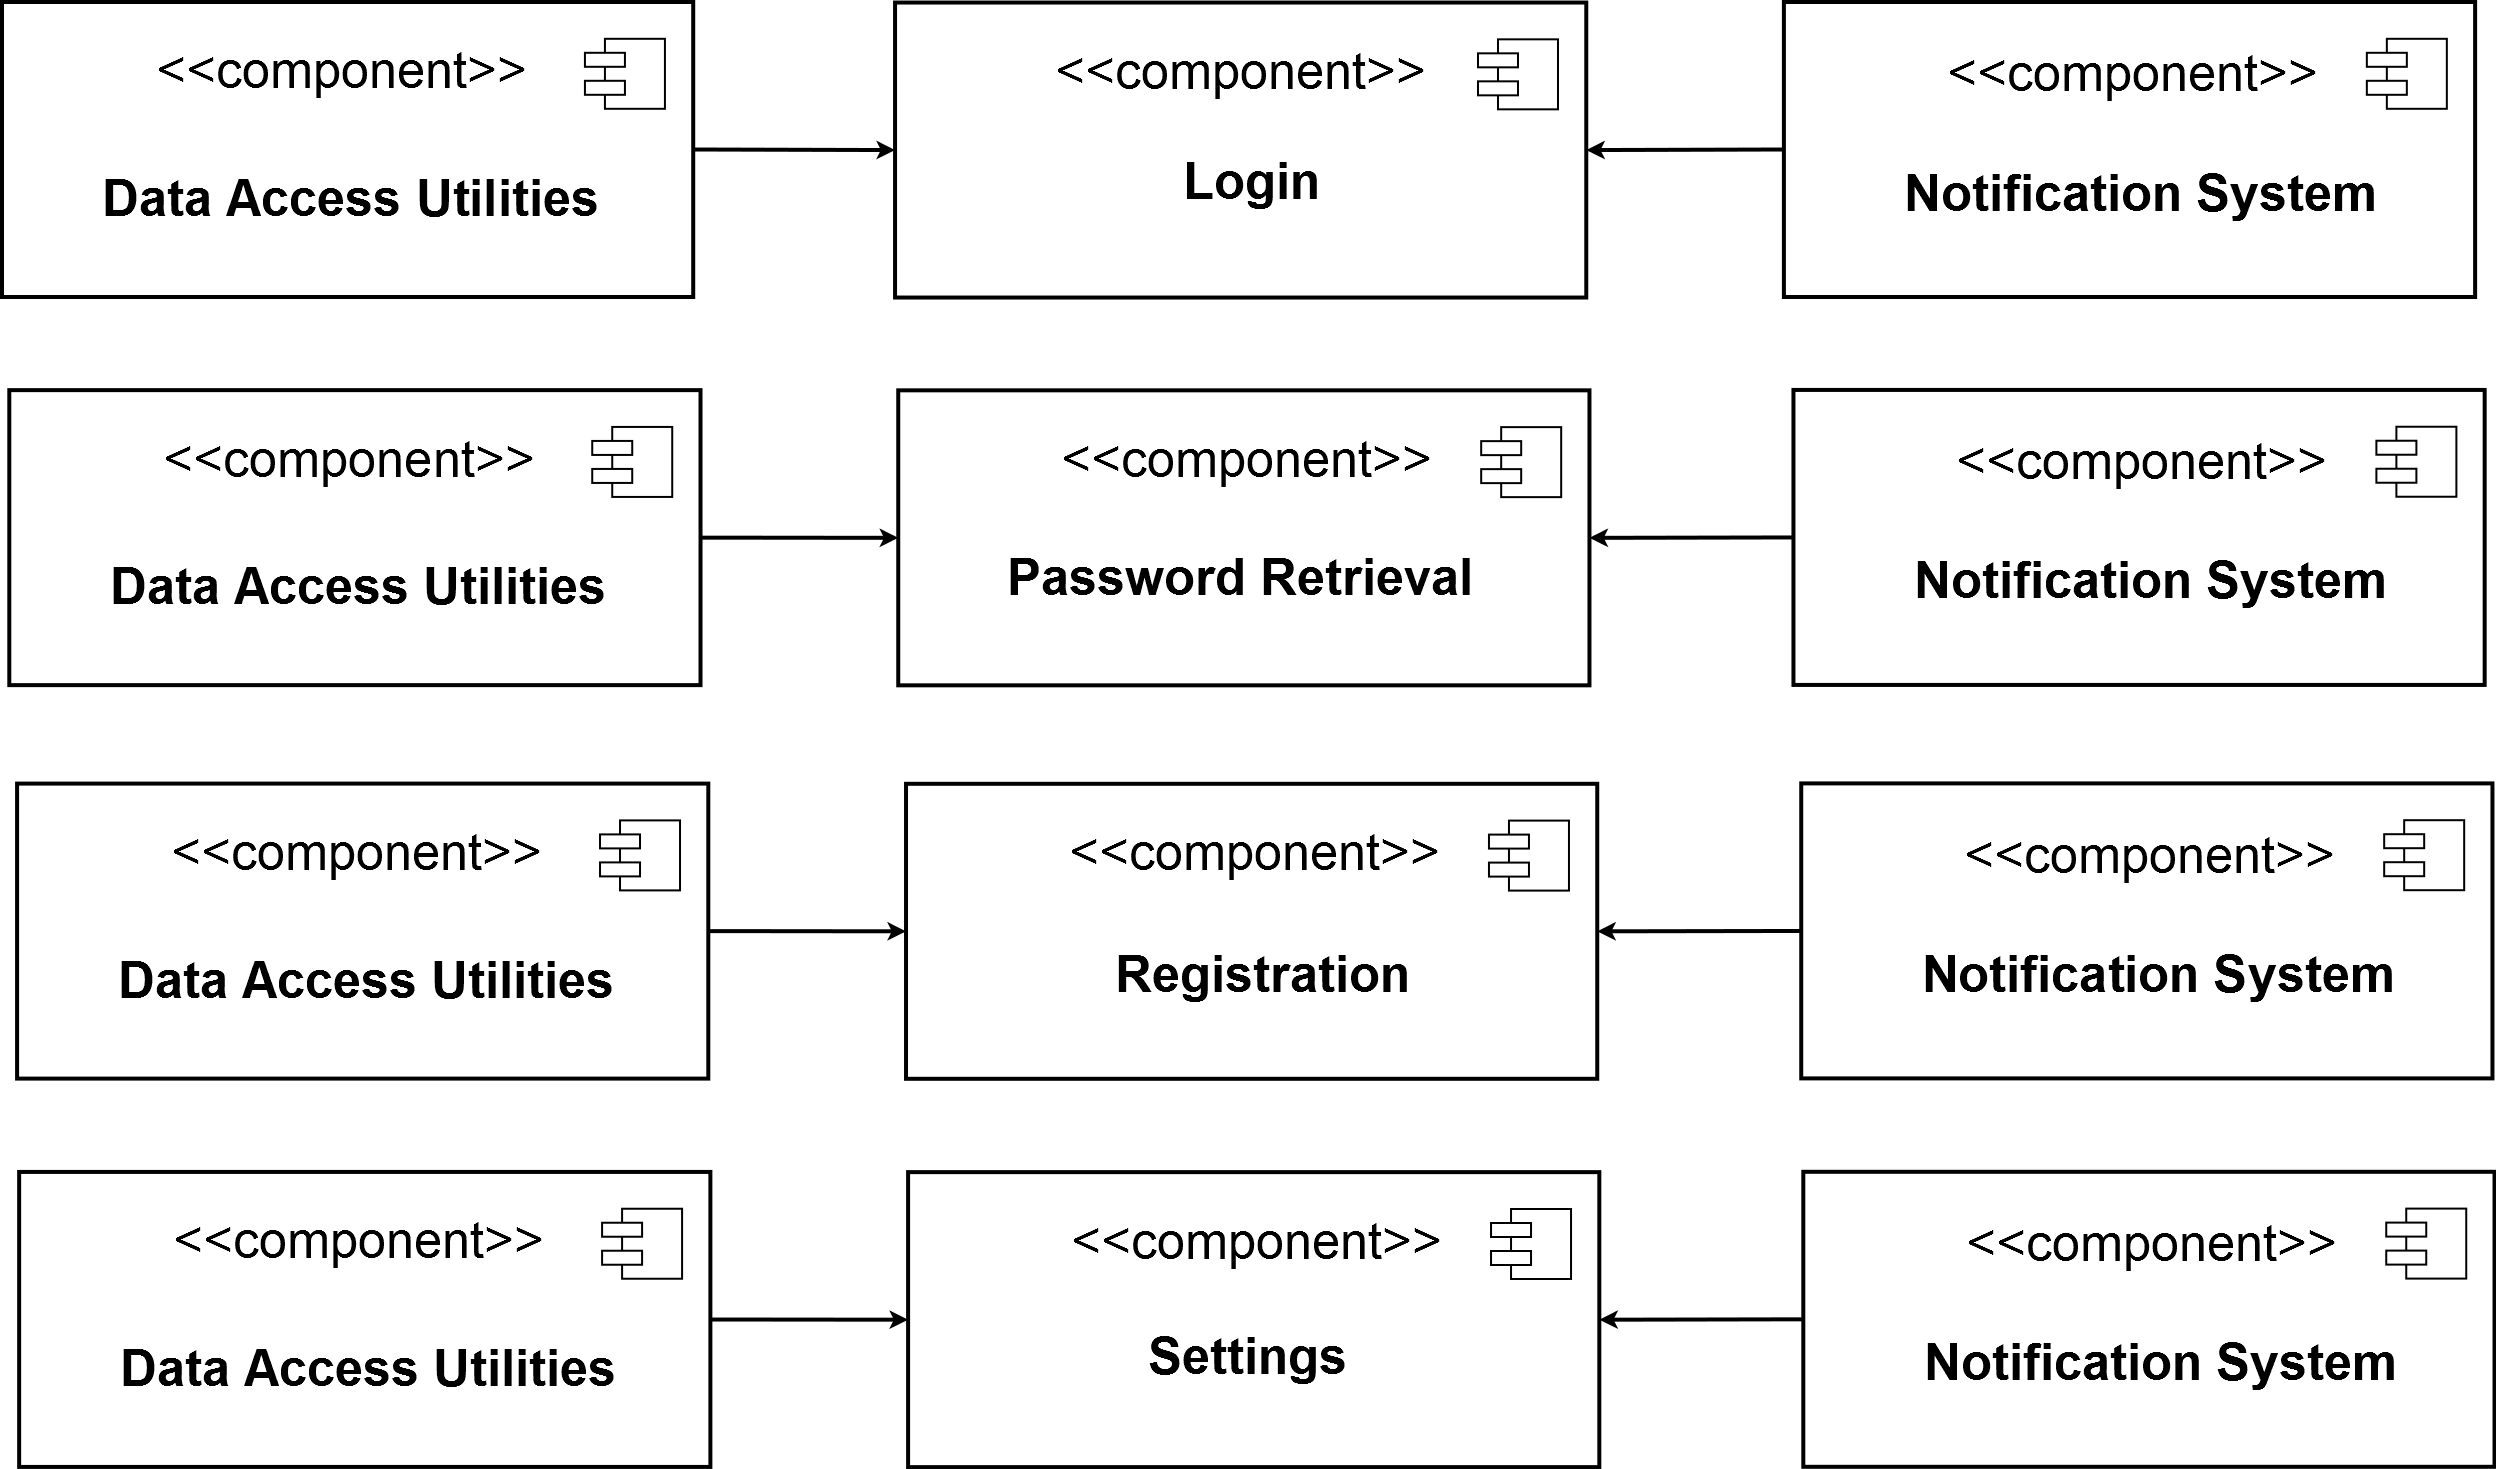 <<component>>
Data Access Utilities
<<component>>
Login
<<component>>
Notification System
<<component>>
Data Access Utilities
<<component>>
Password Retrieval
<<component>>
Notification System
<<component>>
Data Access Utilities
<<component>>
Registration
<<component>>
Notification System
<<component>>
Data Access Utilities
<<component>>
Settings
<<component>>
Notification System